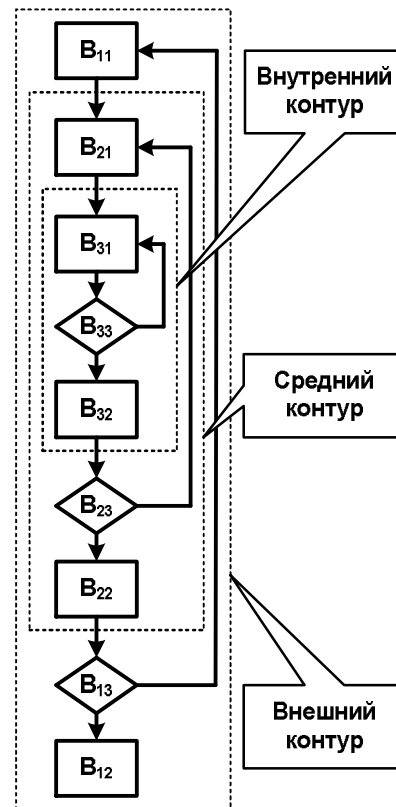 B11
Внутренний
контур
B21
B31
B33
Средний
контур
B32
B23
B22
B13
Внешний
контур
B12